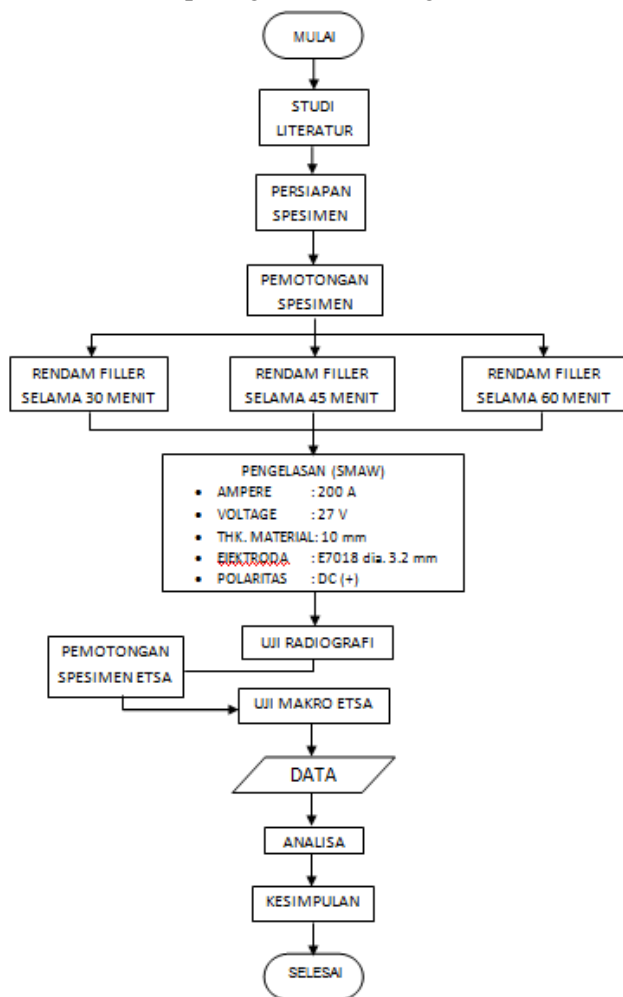 MULAI
STUDI
LITERATUR
PERSIAPAN
SPESIMEN
PEMOTONGAN
SPESIMEN
RENDAM FILLER
SELAMA 30 MENIT
RENDAM FILLER
SELAMA 45 MENIT
RENDAM FILLER
SELAMA 60 MENIT
PENGELASAN (SMAW)
• AMPERE : 200 A
• VOLTAGE : 27 V
• THK. MATERIAL: 10 mm
• ElEKTRODA : E7018 dia. 3.2 mm
• POLARITAS : DC (+)
UJI RADIOGRAFI
PEMOTONGAN
SPESIMEN ETSA
UJI MAKRO ETSA
DATA
ANALISA
KESIMPULAN
SELESAI